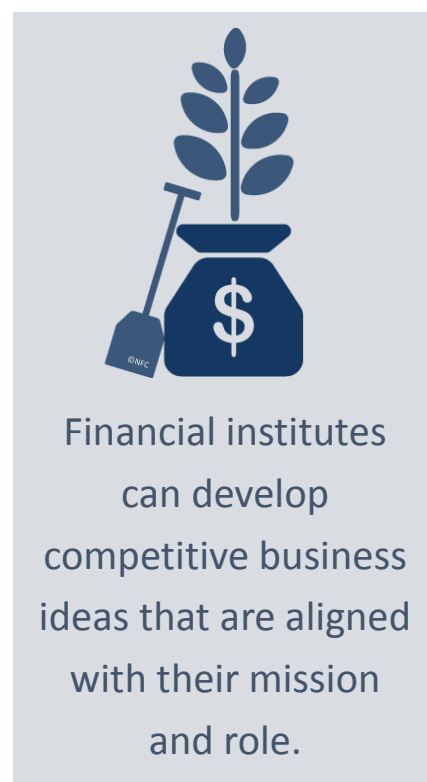 $
©NFC
Financial institutes
can develop
competitive business
ideas that are aligned
with their mission
and role.